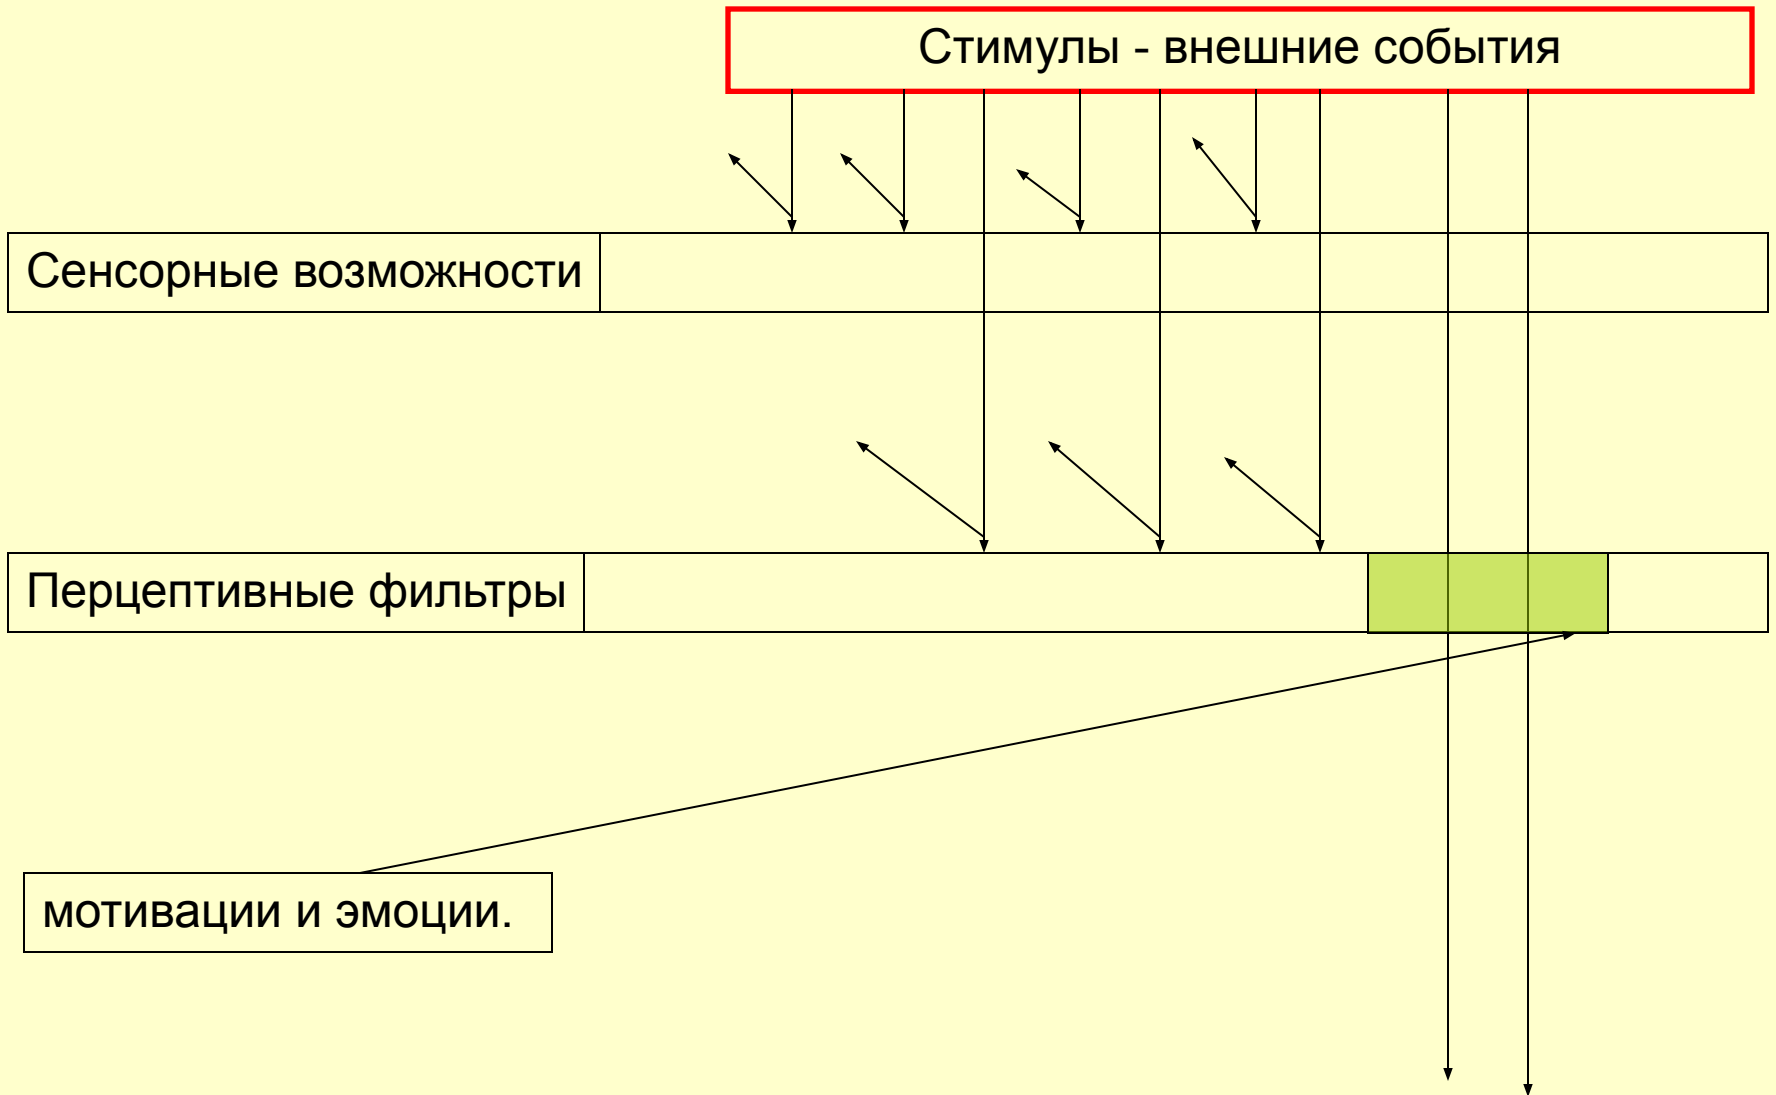 Стимулы - внешние события
Сенсорные возможности
Перцептивные фильтры
мотивации и эмоции.